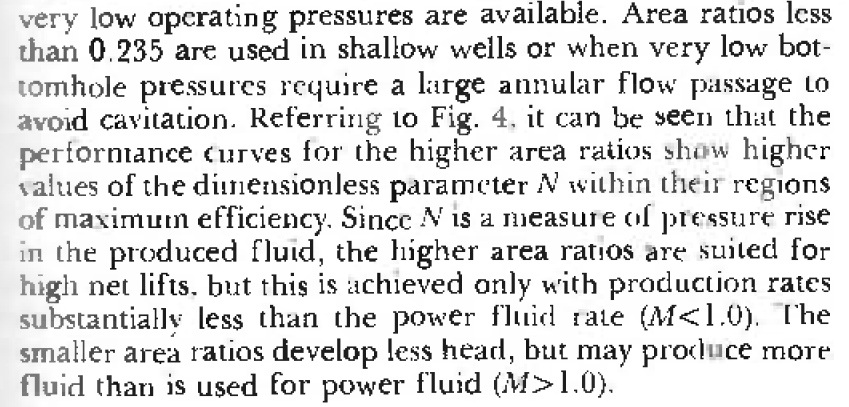 very low operating pressures are available. Area ratios less
than 0.235 are used in shallow wells or when very low bot-
tomhole pressures require a large annular flow passage to
avoid cavitation. Referring to Fig. 4, it can be seen that the
performance curves for the higher area ratios show higher
values of the dimensionless parameter N within their regions
of maximum efficiency. Since N is a measure of pressure rise
in the produced fluid, the higher area ratios are suited for
high net lifts, but this is achieved only with production rates
substantially less than the power fluid rate (M<1.0). The
smaller area ratios develop less head, but may produce more
fluid than is used for power fluid (M>1.0).